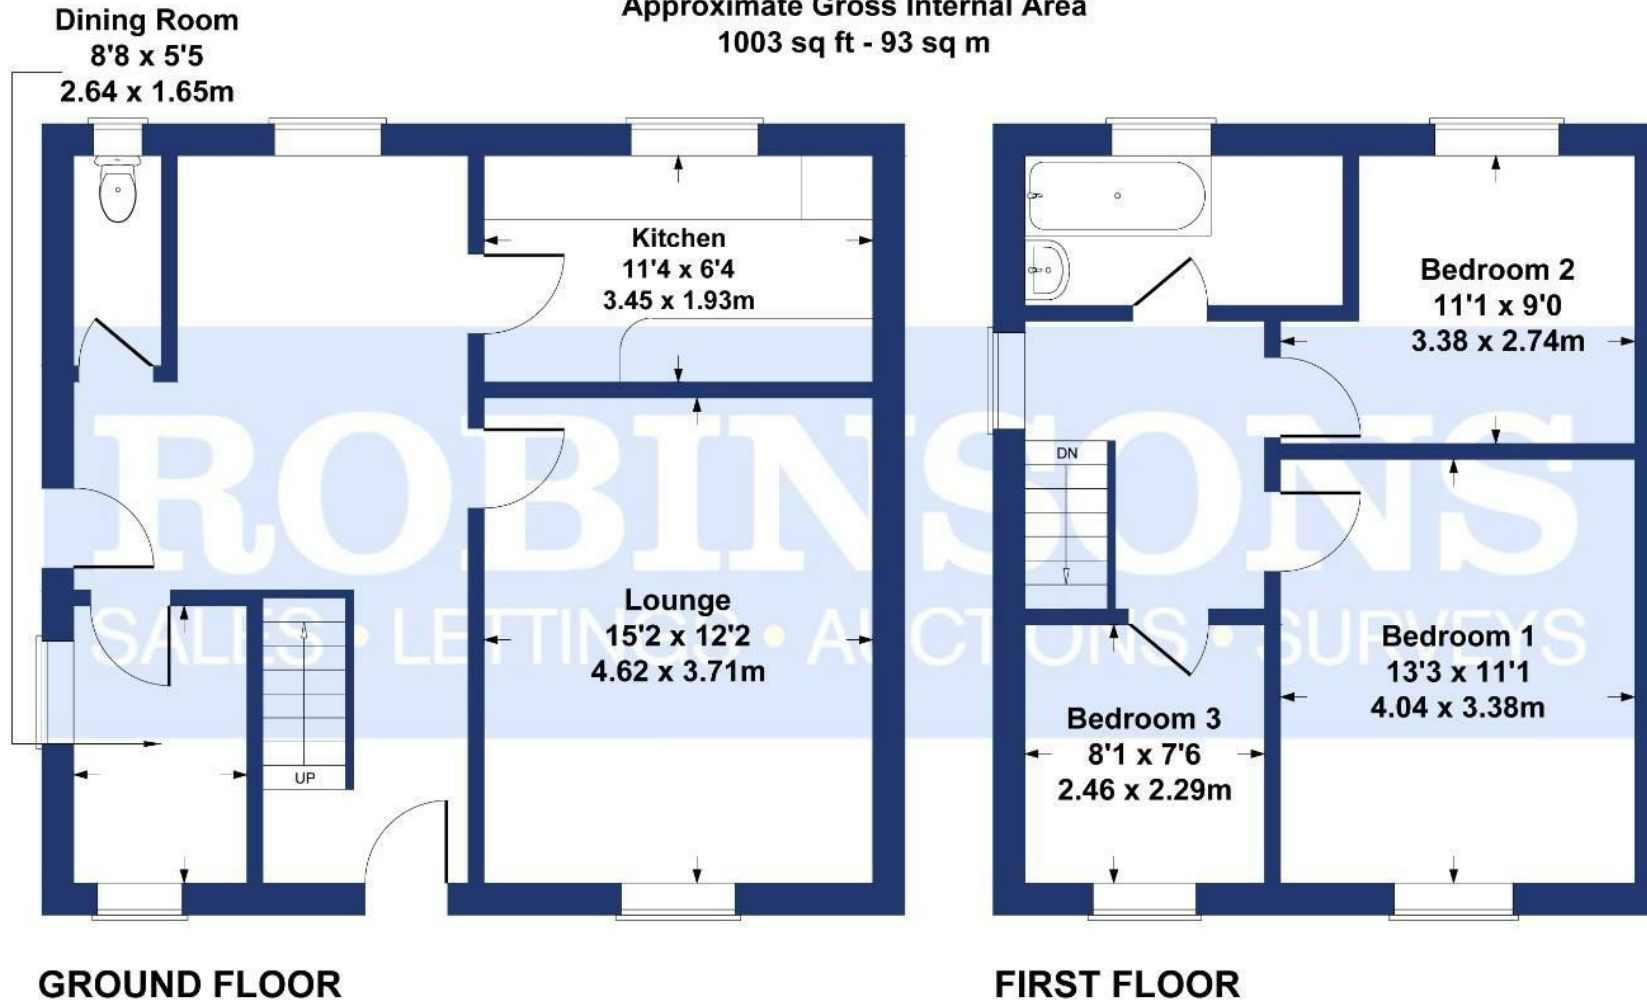 Approximate Gross Internal Area
1003 sq ft - 93 sq m
Dining Room
8'8 x 5'5
2.64 x 1.65m
Kitchen
11'4 x 6'4
3.45 x 1.93m
Lounge
15'2 x 12'2
4.62 x 3.71m
UP
GROUND FLOOR
Bedroom 2
11'1 x 9'0
3.38 x 2.74m
DN
Bedroom 1
13'3 x 11'1
4.04 x 3.38m
Bedroom 3
8'1 x 7'6
2.46 x 2.29m
FIRST FLOOR
ROBINSONS
SALES • LETTINGS • AUCTIONS • SURVEYS